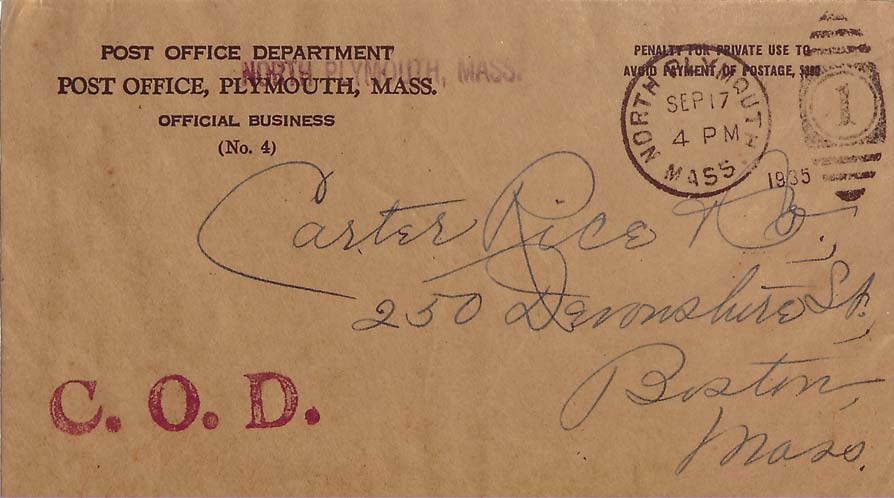 POST OFFICE DEPARTMENT
NORTH PLYMOUTH, MASS.
POST OFFICE, PLYMOUTH, MASS.
OFFICIAL BUSINESS
(No. 4)
PENALTY FOR PRIVATE USE TO
AVOID PAYMENT OF POSTAGE, $300
NORTH PLYMOUTH
SEP 17
4 PM
MASS.
1935
1
Carter Rice & Co.,
250 Devonshire St.,
Boston,
Mass.
C. O. D.